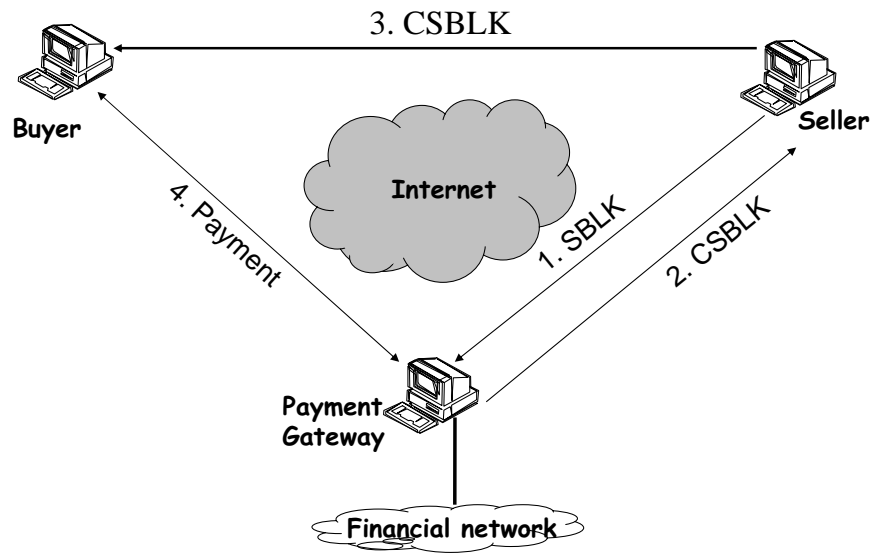 3. CSBLK
Buyer
Seller
Internet
4. Payment
1. SBLK
2. CSBLK
Payment
Gateway
Financial network